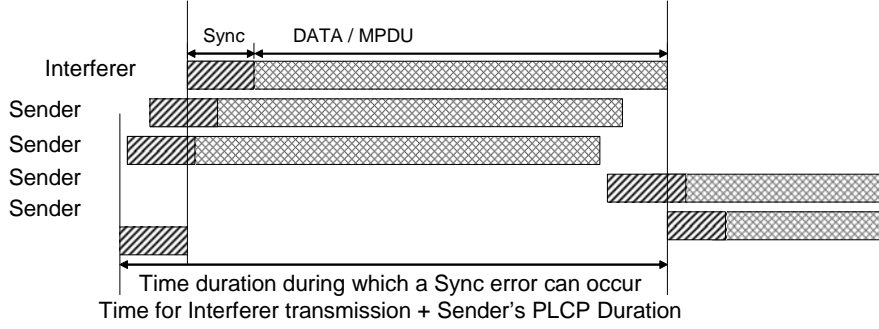 Sync DATA / MPDU
Interferer
Sender
Sender
Sender
Sender
Time duration during which a Sync error can occur
Time for Interferer transmission + Sender's PLCP Duration